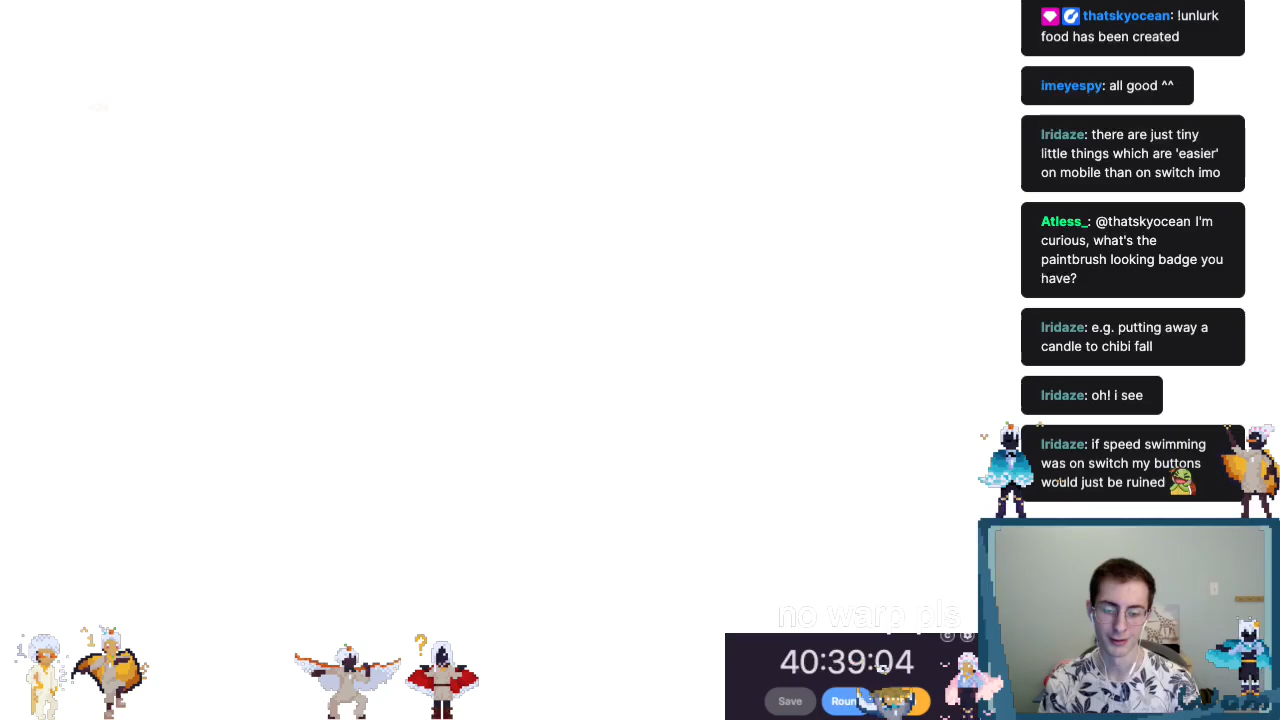 thatskyocean: !unlurk
food has been created
imeyespy: all good ^^
Iridaze: there are just tiny
little things which are 'easier'
on mobile than on switch imo
Atless_: @thatskyocean I'm
curious, what's the
paintbrush looking badge you
have?
Iridaze: e.g. putting away a
candle to chibi fall
Iridaze: oh! i see
Iridaze: if speed swimming
was on switch my buttons
would just be ruined
no warp pls
40:39:04
Save